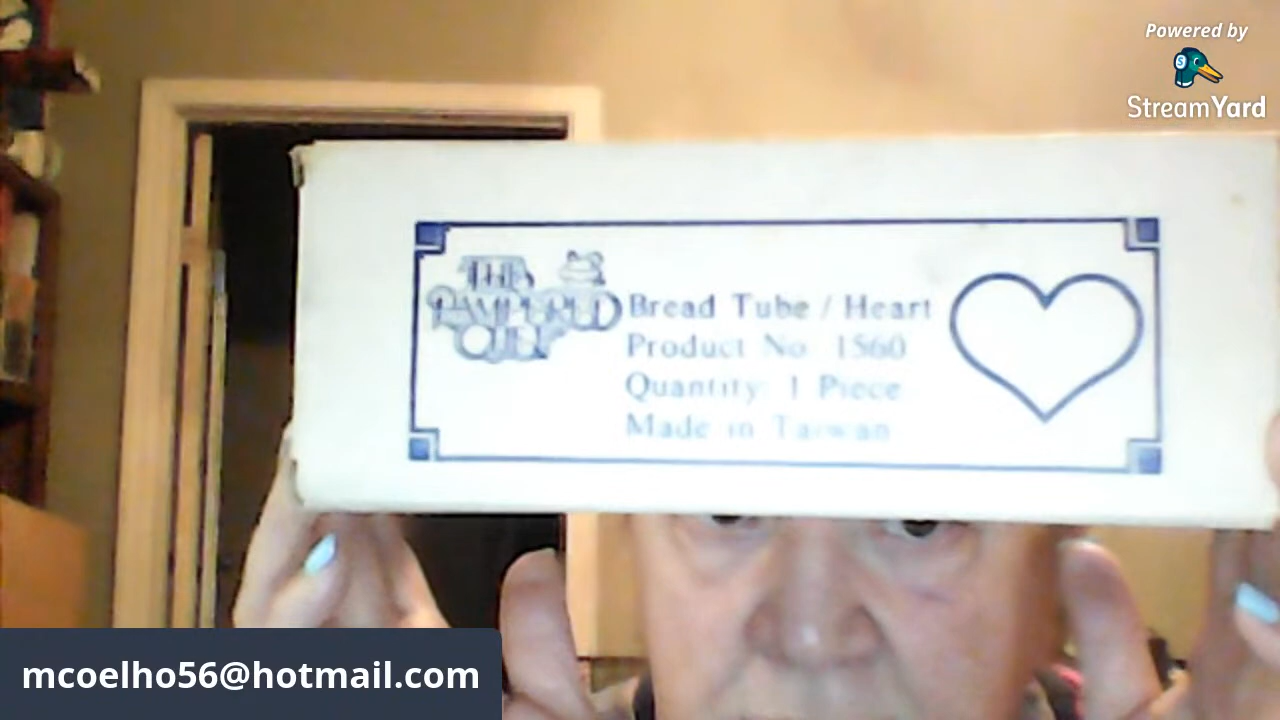 Powered by
StreamYard
THE
PAMPERED
CHEF
Bread Tube / Heart
Product No. 1560
Quantity: 1 Piece
Made in Taiwan
mcoelho56@hotmail.com